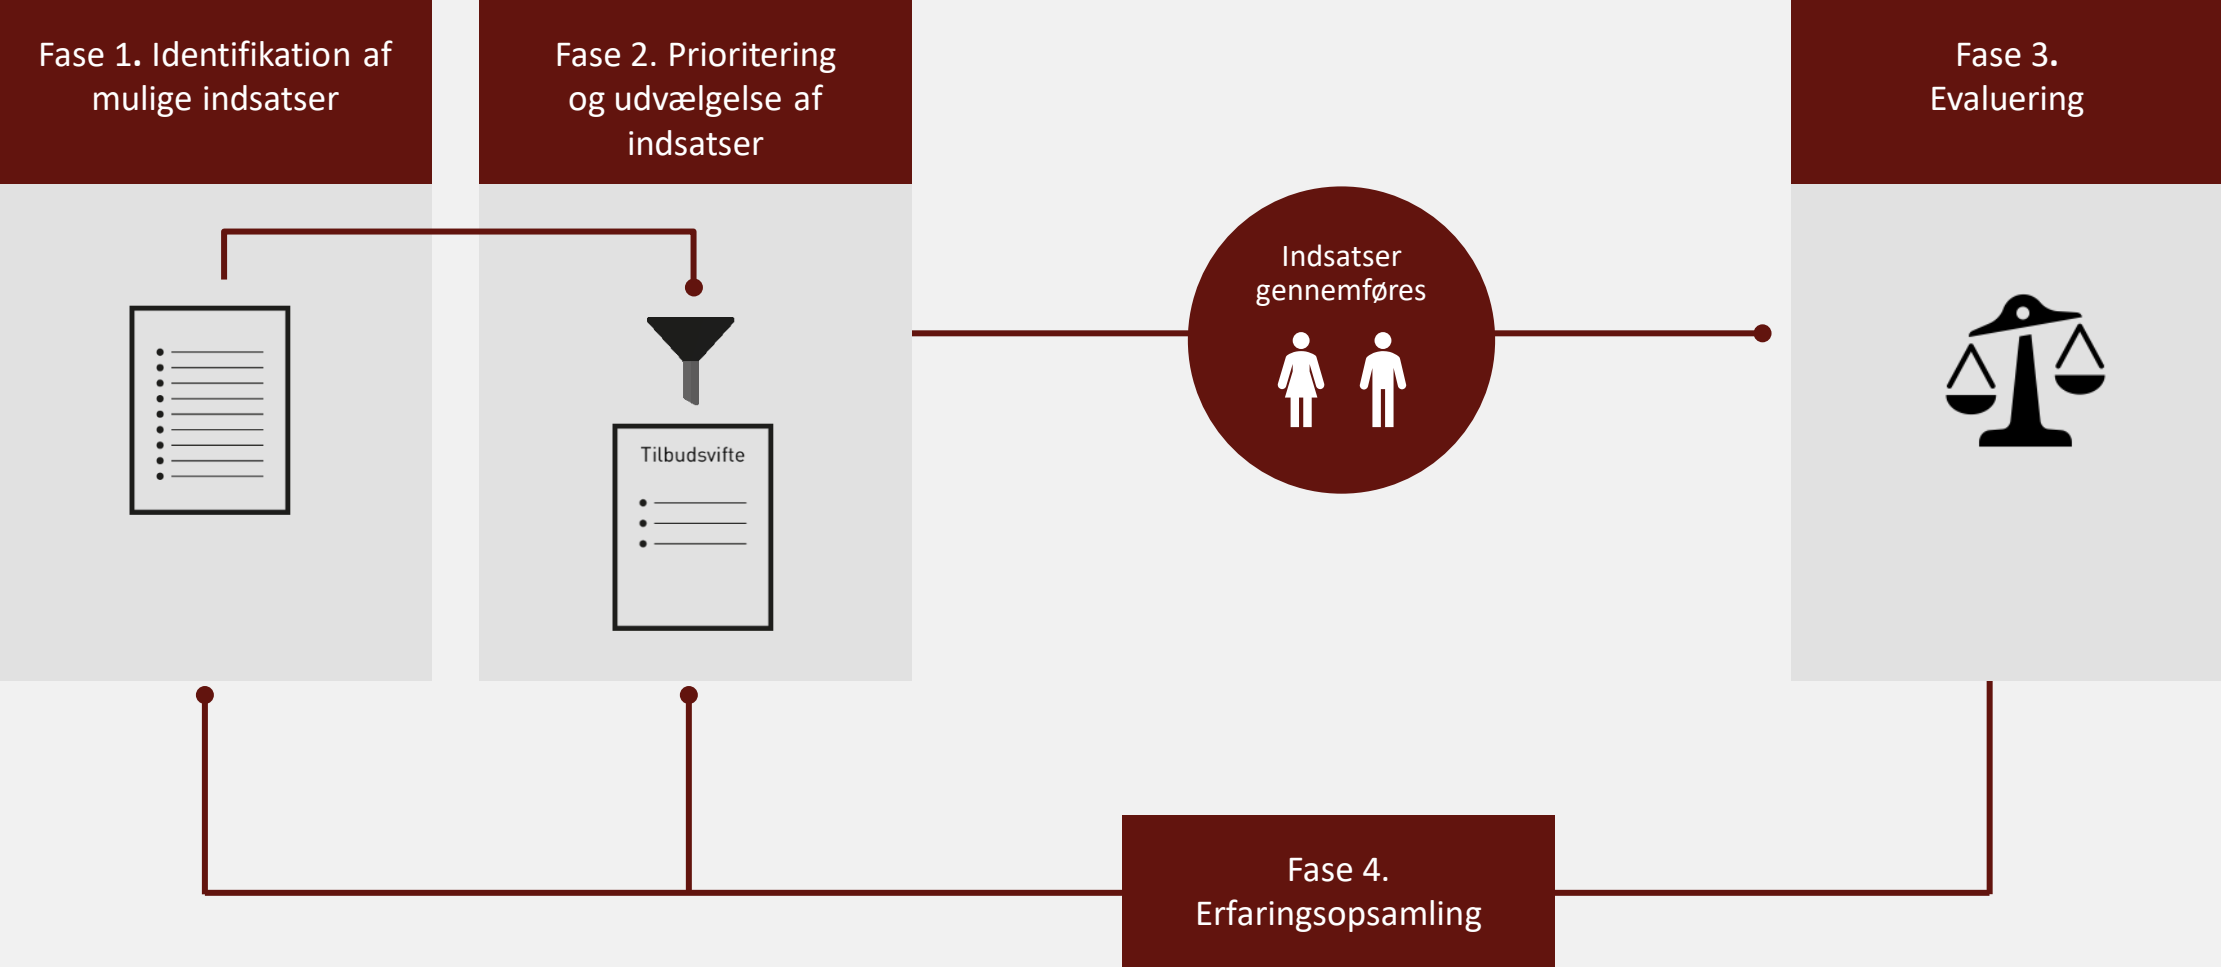 Fase 1. Identifikation af
mulige indsatser
Fase 2. Prioritering
og udvælgelse af
indsatser
Tilbudsvifte
Indsatser
gennemføres
Fase 3.
Evaluering
Fase 4.
Erfaringsopsamling